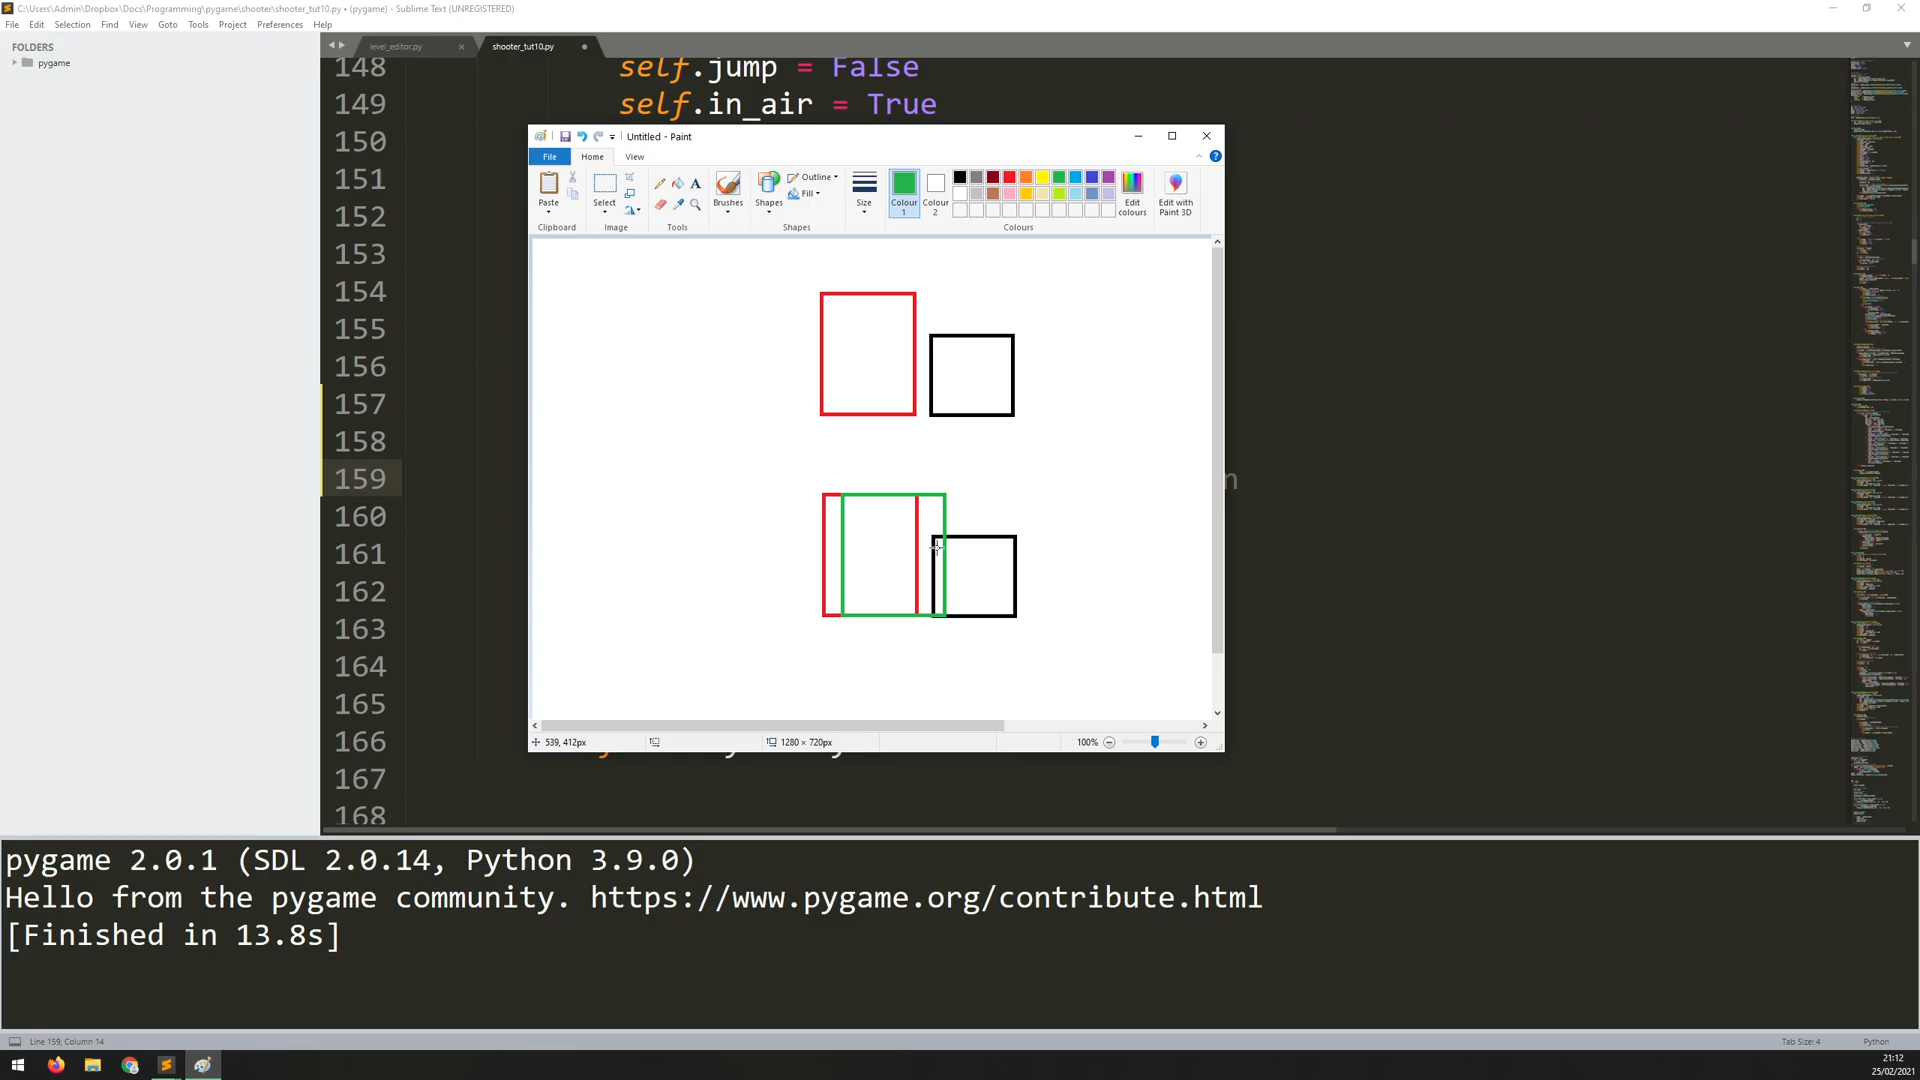 C:\Users\Admin\Dropbox\Docs\Programming\pygame\shooter\shooter_tut10.py • (pygame) - Sublime Text (UNREGISTERED)
File Edit Selection Find View Goto Tools Project Preferences Help
FOLDERS
pygame
level_editor.py
shooter_tut10.py
148 self.jump = False
149 self.in_air = True
150
151
152
153
154
155
156
157
158
159
160
161
162
163
164
165
166
167
168
Untitled - Paint
File Home View
Paste
Select
Brushes
Shapes
Outline
Fill
Size
Colour 1
Colour 2
Edit colours
Edit with Paint 3D
Clipboard Image Tools Shapes Colours
539, 412px
1280 × 720px
100%
pygame 2.0.1 (SDL 2.0.14, Python 3.9.0)
Hello from the pygame community. https://www.pygame.org/contribute.html
[Finished in 13.8s]
Line 159, Column 14
Tab Size: 4
Python
21:12
25/02/2021